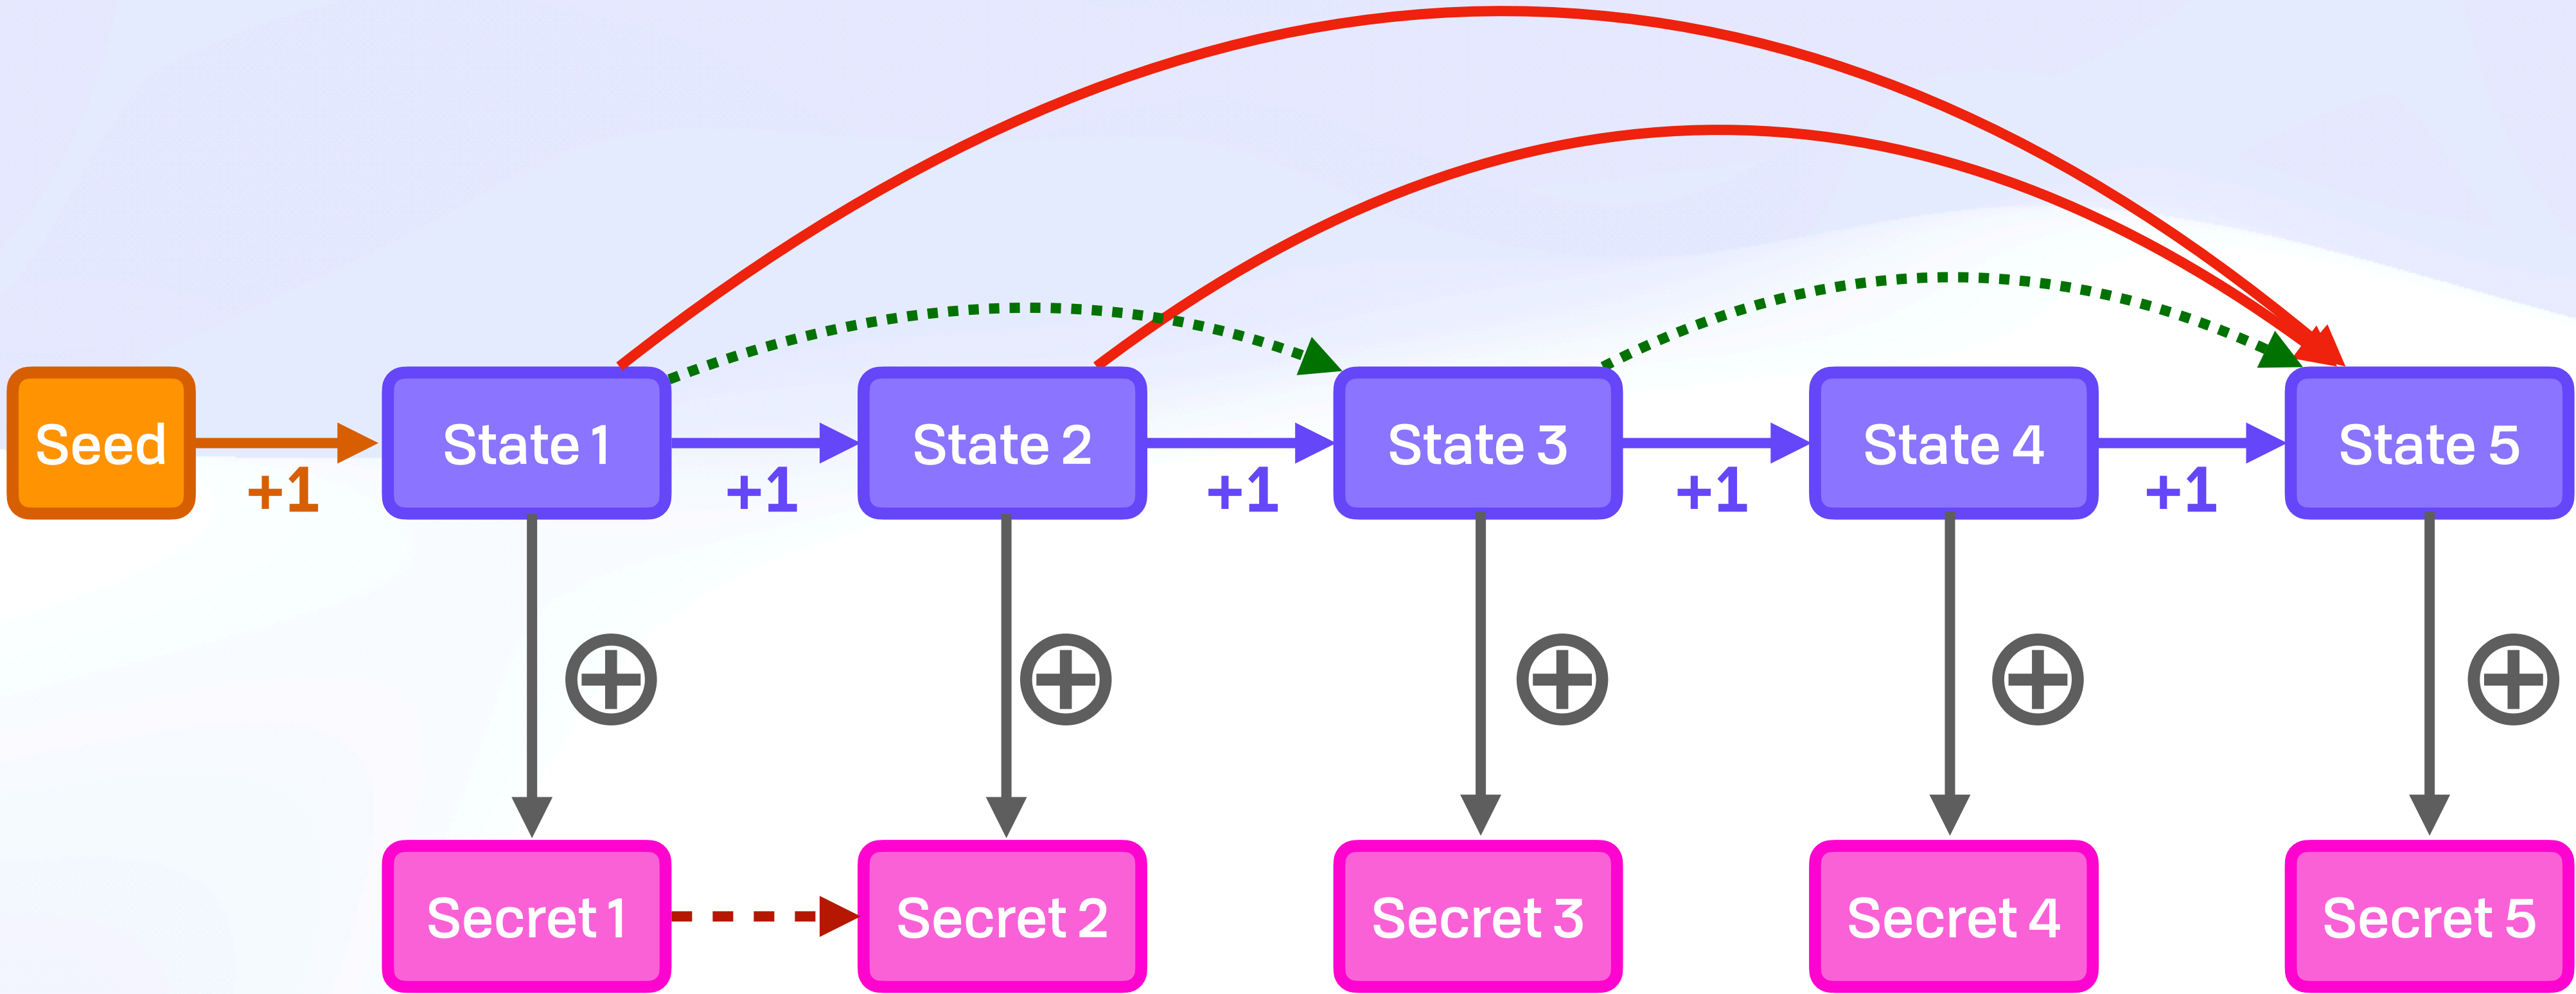 Seed
State 1
State 2
State 3
State 4
State 5
+1
+1
+1
+1
+1
Secret 1
Secret 2
Secret 3
Secret 4
Secret 5